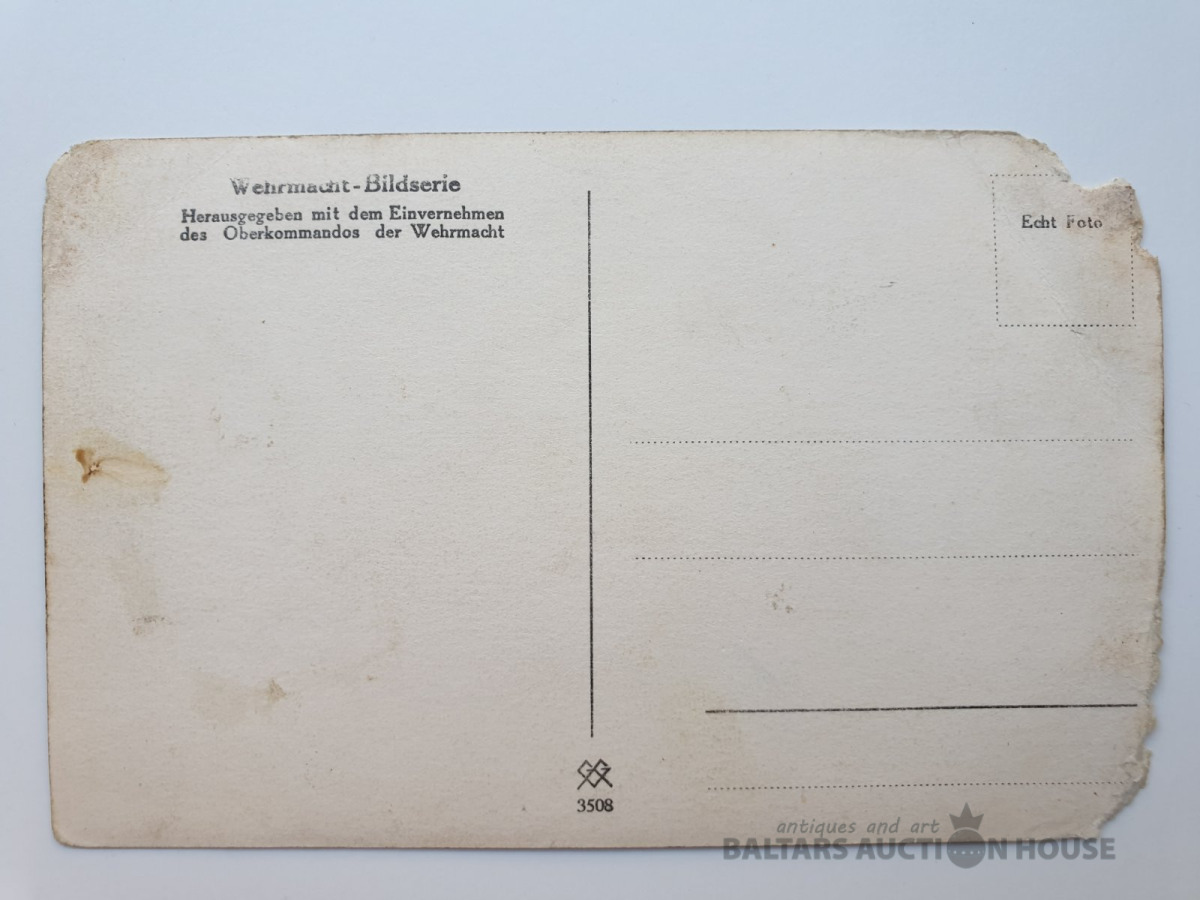 Wehrmacht-Bildserie
Herausgegeben mit dem Einvernehmen
des Oberkommandos der Wehrmacht
Echt Foto
3508
antiques and art
BALTARS AUCTION HOUSE